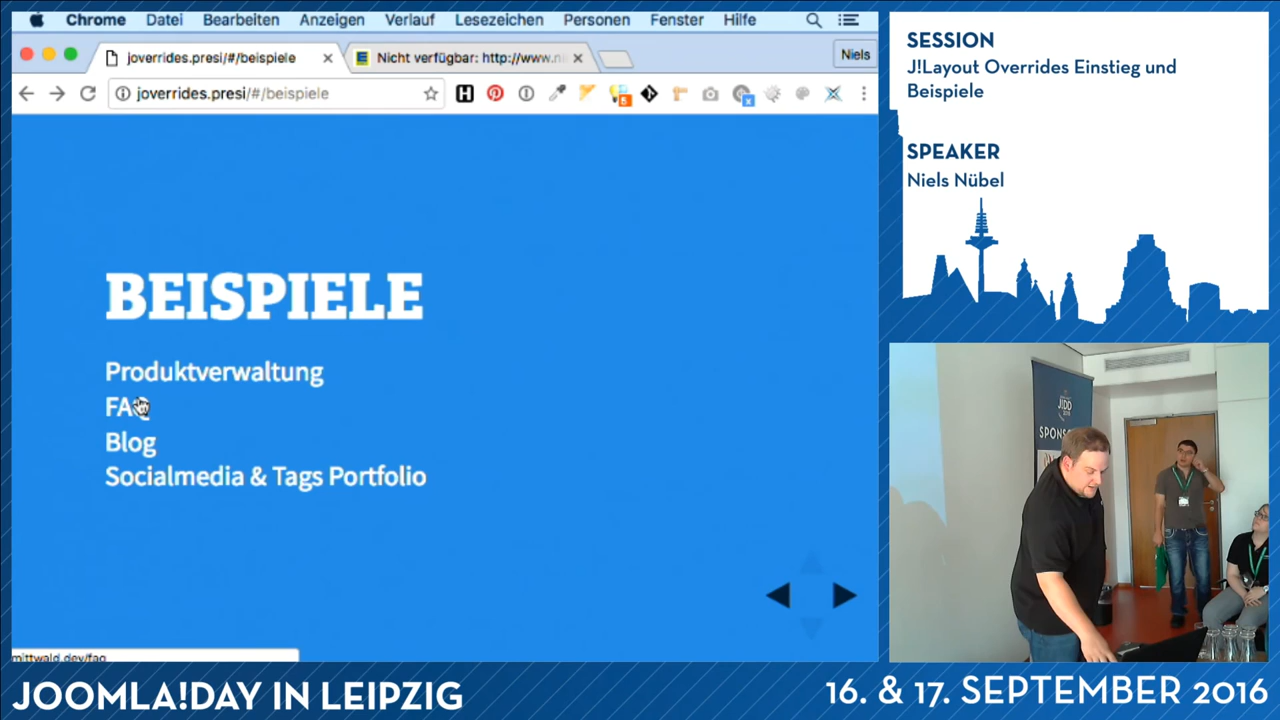 Chrome Datei Bearbeiten Anzeigen Verlauf Lesezeichen Personen Fenster Hilfe
joverrides.presi/#/beispiele
Nicht verfügbar: http://www.ni
Niels
joverrides.presi/#/beispiele
BEISPIELE
Produktverwaltung
FAQ
Blog
Socialmedia & Tags Portfolio
mittwald.dev/faq
SESSION
J!Layout Overrides Einstieg und
Beispiele
SPEAKER
Niels Nübel
J!DD
SPONS
JOOMLA!DAY IN LEIPZIG
16. & 17. SEPTEMBER 2016